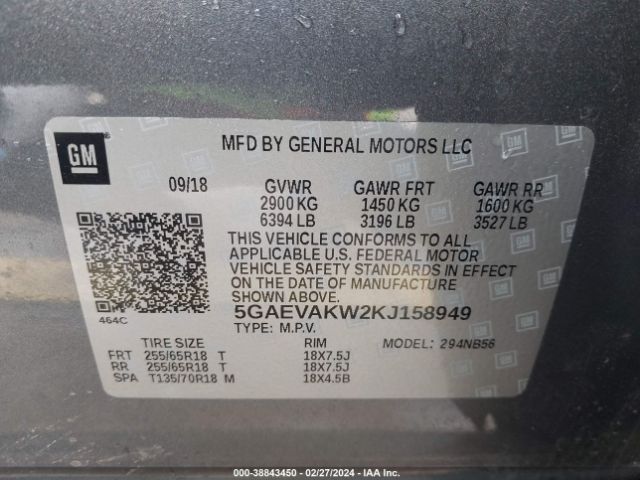 GM
®
MFD BY GENERAL MOTORS LLC
09/18 GVWR GAWR FRT GAWR RR
2900 KG 1450 KG 1600 KG
6394 LB 3196 LB 3527 LB
THIS VEHICLE CONFORMS TO ALL
APPLICABLE U.S. FEDERAL MOTOR
VEHICLE SAFETY STANDARDS IN EFFECT
ON THE DATE OF MANUFACTURE
SHOWN ABOVE.
464C
5GAEVAKW2KJ158949
TYPE: M.P.V. MODEL: 294NB56
TIRE SIZE RIM
FRT 255/65R18 T 18X7.5J
RR 255/65R18 T 18X7.5J
SPA T135/70R18 M 18X4.5B
000-38843450 - 02/27/2024 - IAA Inc.